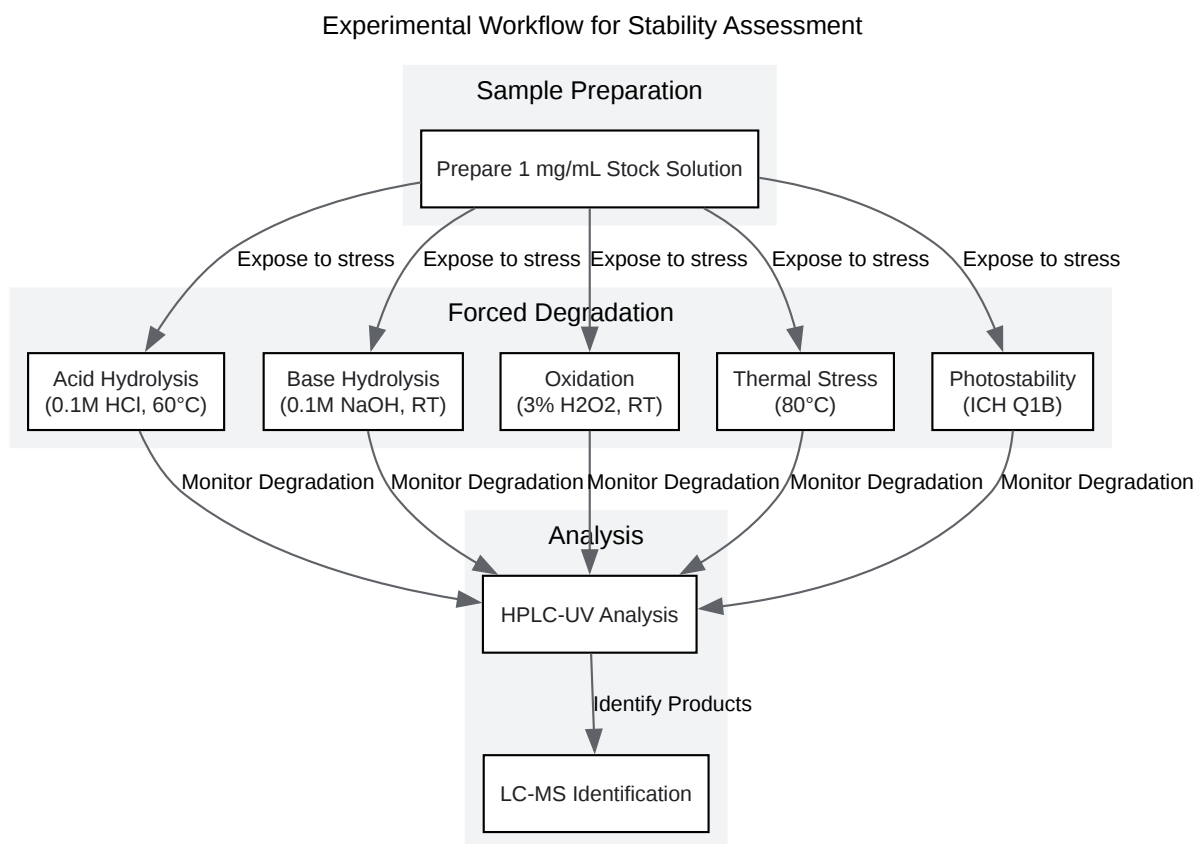 Experimental Workflow for Stability Assessment
Sample Preparation
Prepare 1 mg/mL Stock Solution
Expose to stress
Expose to stress
Expose to stress
Expose to stress
Expose to stress
Forced Degradation
Acid Hydrolysis
(0.1M HCl, 60°C)
Base Hydrolysis
(0.1M NaOH, RT)
Oxidation
(3% H2O2, RT)
Thermal Stress
(80°C)
Photostability
(ICH Q1B)
Monitor Degradation
Monitor Degradation
Monitor Degradation
Monitor Degradation
Monitor Degradation
Analysis
HPLC-UV Analysis
Identify Products
LC-MS Identification